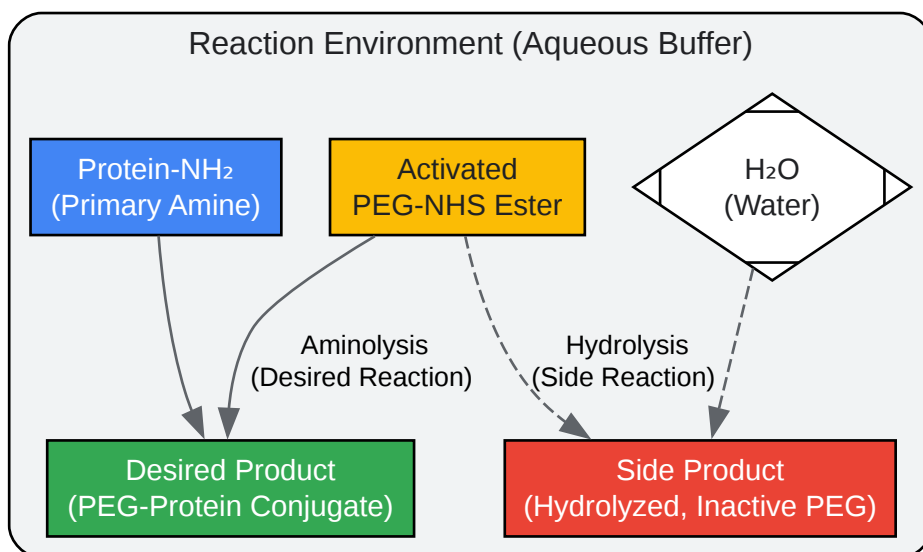 Reaction Environment (Aqueous Buffer)
Protein-NH₂
(Primary Amine)
Activated
PEG-NHS Ester
H₂O
(Water)
Aminolysis
(Desired Reaction)
Hydrolysis
(Side Reaction)
Desired Product
(PEG-Protein Conjugate)
Side Product
(Hydrolyzed, Inactive PEG)